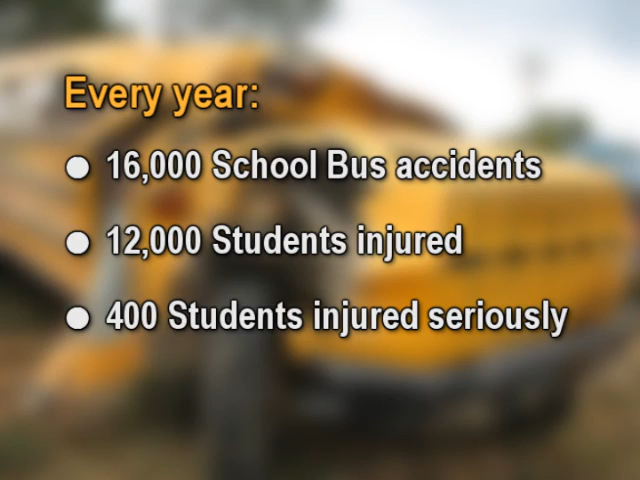 Every year:
16,000 School Bus accidents
12,000 Students injured
400 Students injured seriously